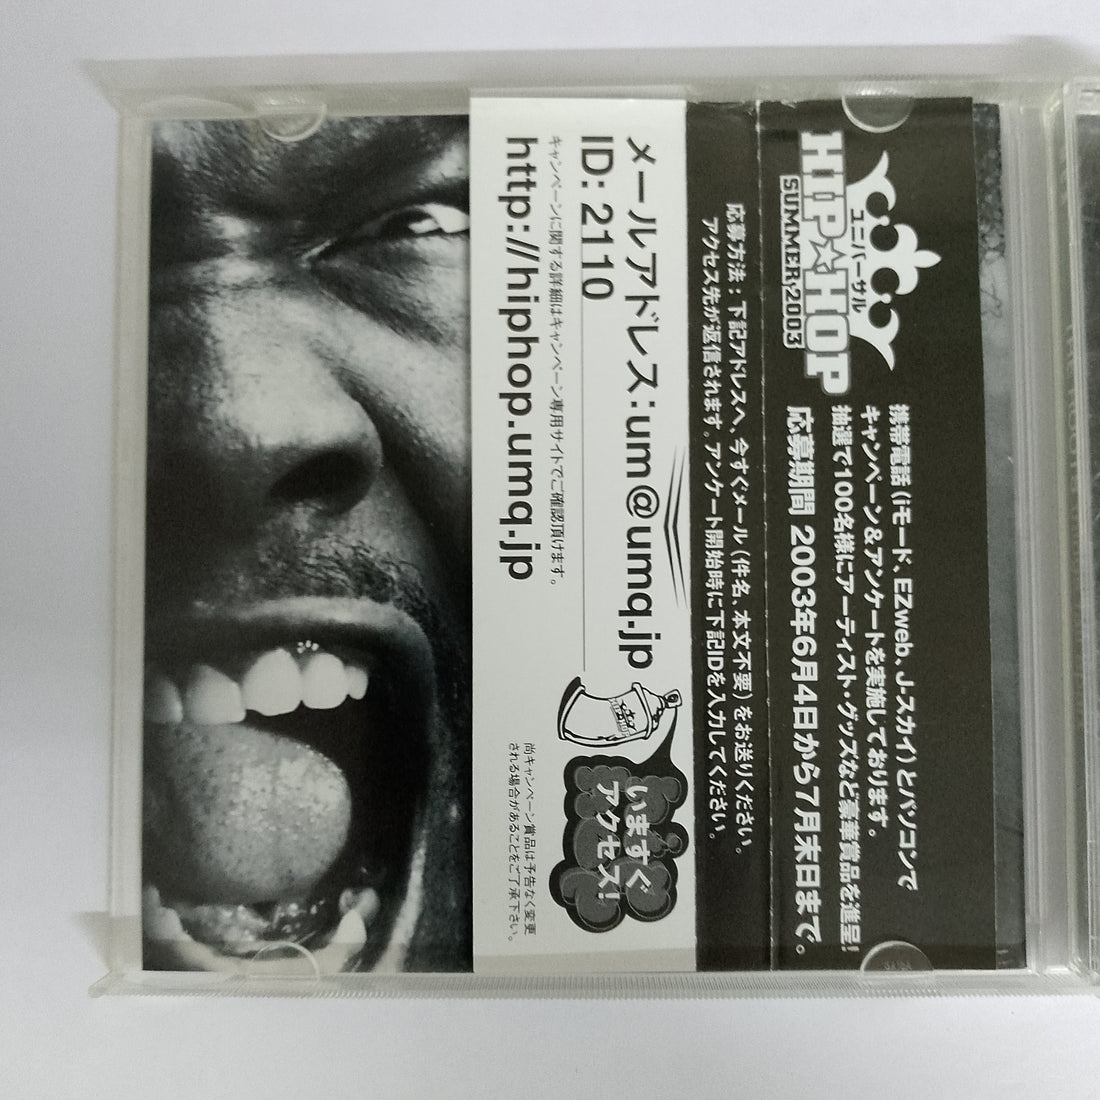 ユニバーサル
HIP☆HOP
SUMMER,2003
携帯電話(iモード、EZweb、J-スカイ)とパソコンで
キャンペーン&アンケートを実施しております。
抽選で100名様にアーティスト・グッズなど豪華賞品を進呈!
応募期間 2003年6月4日から7月末日まで。
応募方法:下記アドレスへ、今すぐメール(件名、本文不要)をお送りください。
アクセス先が返信されます。アンケート開始時に下記IDを入力してください。
メールアドレス:um@umq.jp
ID: 2110
キャンペーンに関する詳細はキャンペーン専用サイトでご確認頂けます。
http://hiphop.umq.jp
いますぐ
アクセス!
尚キャンペーン賞品は予告なく変更
される場合があることをご了承下さい。